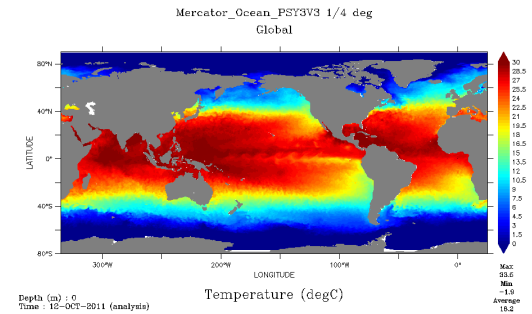 Mercator_Ocean_PSY3V3 1/4 deg
Global
80°N
40°N
0°
40°S
80°S
LATITUDE
300°W
200°W
100°W
0°
LONGITUDE
30
28.5
27
25.5
24
22.5
21
19.5
18
16.5
15
13.5
12
10.5
9
7.5
6
4.5
3
1.5
0
Max
33.6
Min
-1.9
Average
18.2
Depth (m) : 0
Time : 12-OCT-2011 (analysis)
Temperature (degC)